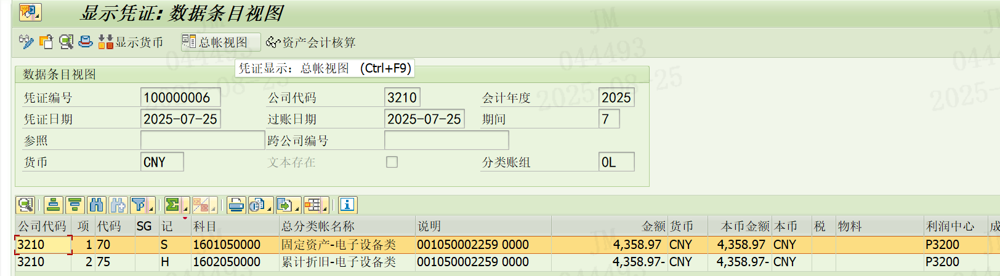 显示凭证: 数据条目视图
显示货币 总帐视图 资产会计核算
凭证显示: 总帐视图 (Ctrl+F9)
数据条目视图
凭证编号 100000006 公司代码 3210 会计年度 2025
凭证日期 2025-07-25 过账日期 2025-07-25 期间 7
参照 跨公司编号
货币 CNY 文本存在 分类账组 0L
公司代码 项 代码 SG 记 科目 总分类帐名称 说明 金额 货币 本币金额 本币 税 物料 利润中心 成
3210 1 70 S 1601050000 固定资产-电子设备类 001050002259 0000 4,358.97 CNY 4,358.97 CNY P3200
3210 2 75 H 1602050000 累计折旧-电子设备类 001050002259 0000 4,358.97- CNY 4,358.97- CNY P3200
JM
044493
2025-08-25